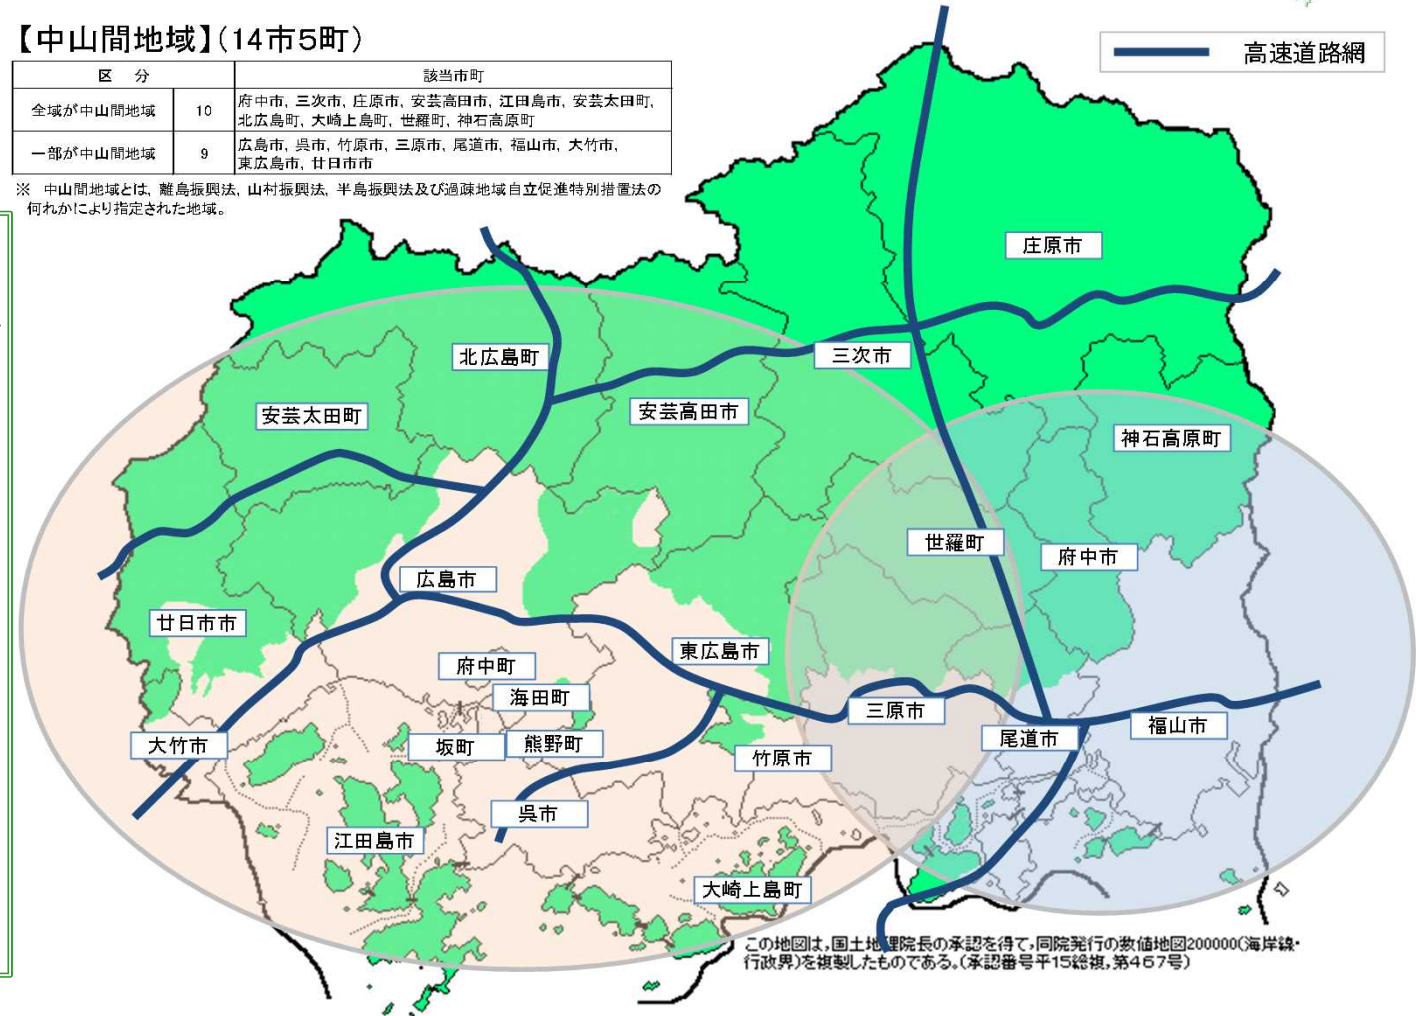 【中山間地域】(14市5町)
高速道路網
区　分
該当市町
全域が中山間地域
10
府中市, 三次市, 庄原市, 安芸高田市, 江田島市, 安芸太田町,
北広島町, 大崎上島町, 世羅町, 神石高原町
一部が中山間地域
9
広島市, 呉市, 竹原市, 三原市, 尾道市, 福山市, 大竹市,
東広島市, 廿日市市
※　中山間地域とは, 離島振興法, 山村振興法, 半島振興法及び過疎地域自立促進特別措置法の
何れかにより指定された地域。
庄原市
北広島町
三次市
安芸太田町
安芸高田市
神石高原町
世羅町
府中市
広島市
廿日市市
東広島市
府中町
海田町
三原市
福山市
尾道市
大竹市
坂町
熊野町
竹原市
呉市
江田島市
大崎上島町
この地図は,国土地理院長の承認を得て,同院発行の数値地図200000(海岸線・
行政界)を複製したものである。(承認番号平15総複,第467号)